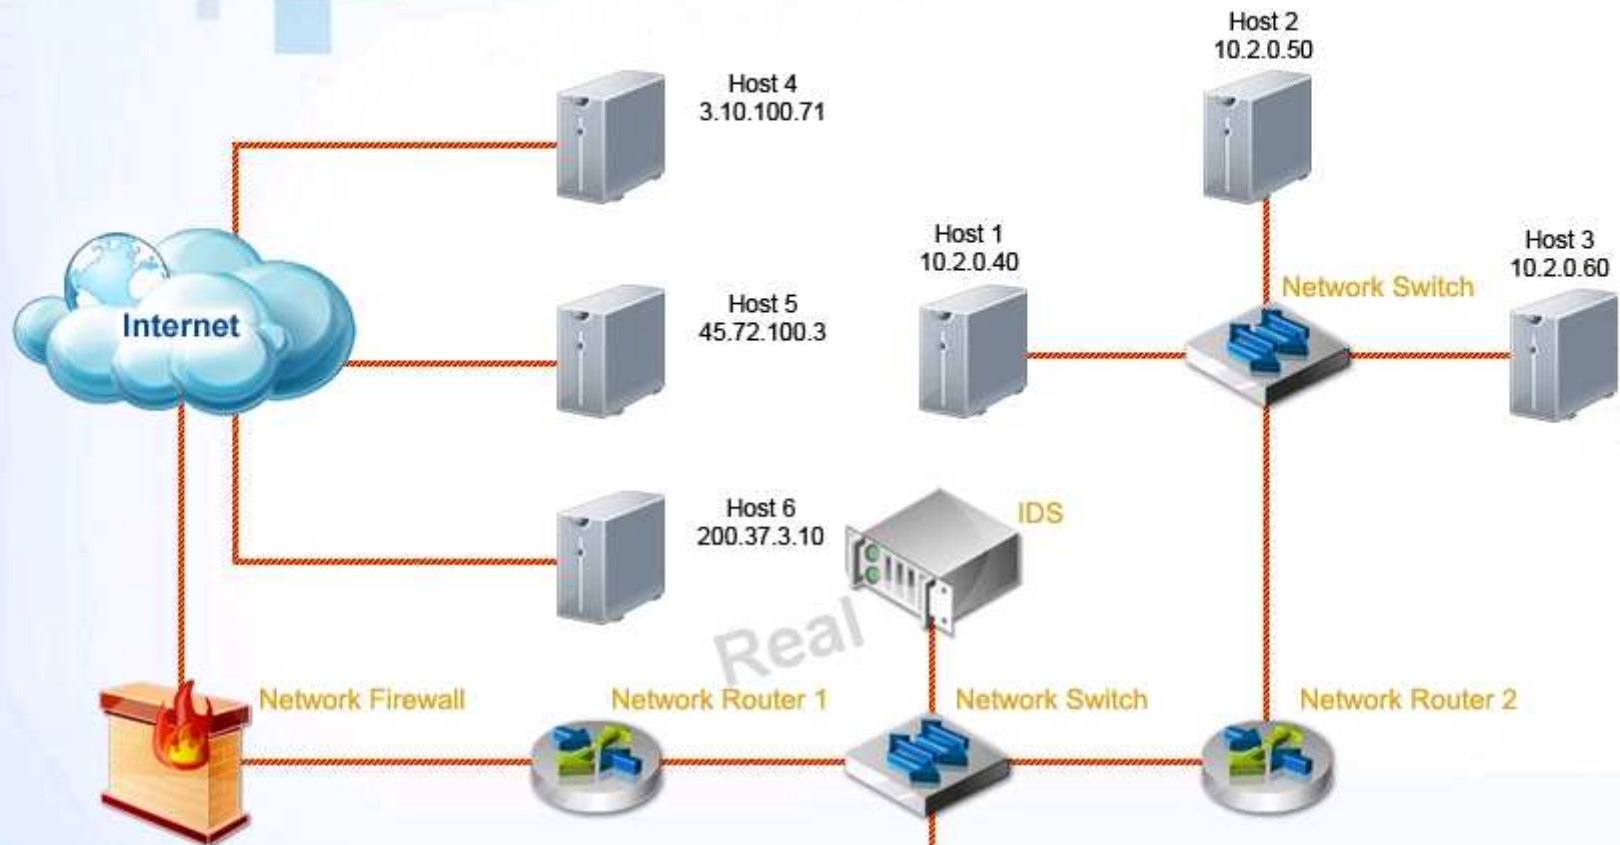 Host 2
10.2.0.50
Host 4
3.10.100.71
Host 1
10.2.0.40
Host 3
10.2.0.60
Network Switch
Host 5
45.72.100.3
Internet
Host 6
200.37.3.10
IDS
Real
Network Firewall
Network Router 1
Network Switch
Network Router 2